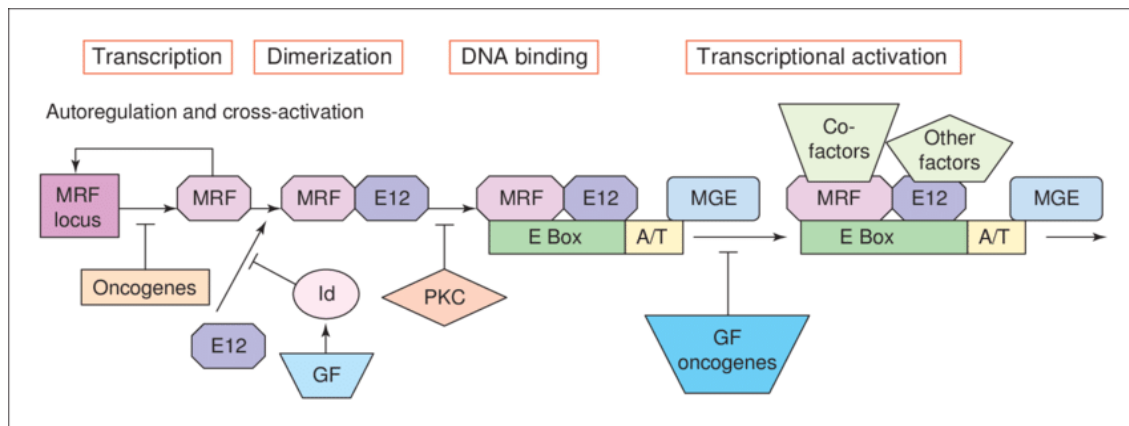 Transcription
Dimerization
DNA binding
Transcriptional activation
Autoregulation and cross-activation
MRF
locus
MRF
MRF
E12
MRF
E12
MGE
E Box
A/T
Co-
factors
Other
factors
MRF
E12
MGE
E Box
A/T
Oncogenes
Id
PKC
E12
GF
GF
oncogenes